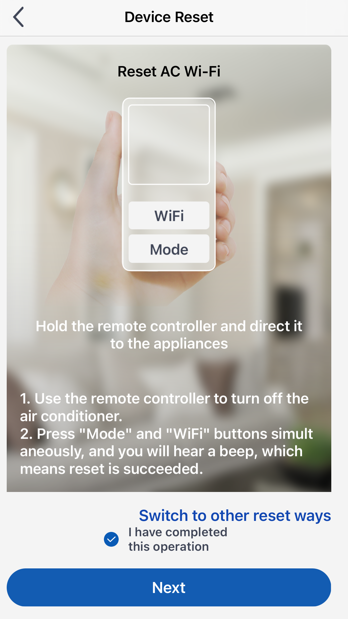 Device Reset
Reset AC Wi-Fi
WiFi
Mode
Hold the remote controller and direct it
to the appliances
1. Use the remote controller to turn off the
air conditioner.
2. Press "Mode" and "WiFi" buttons simult
aneously, and you will hear a beep, which
means reset is succeeded.
Switch to other reset ways
I have completed
this operation
Next